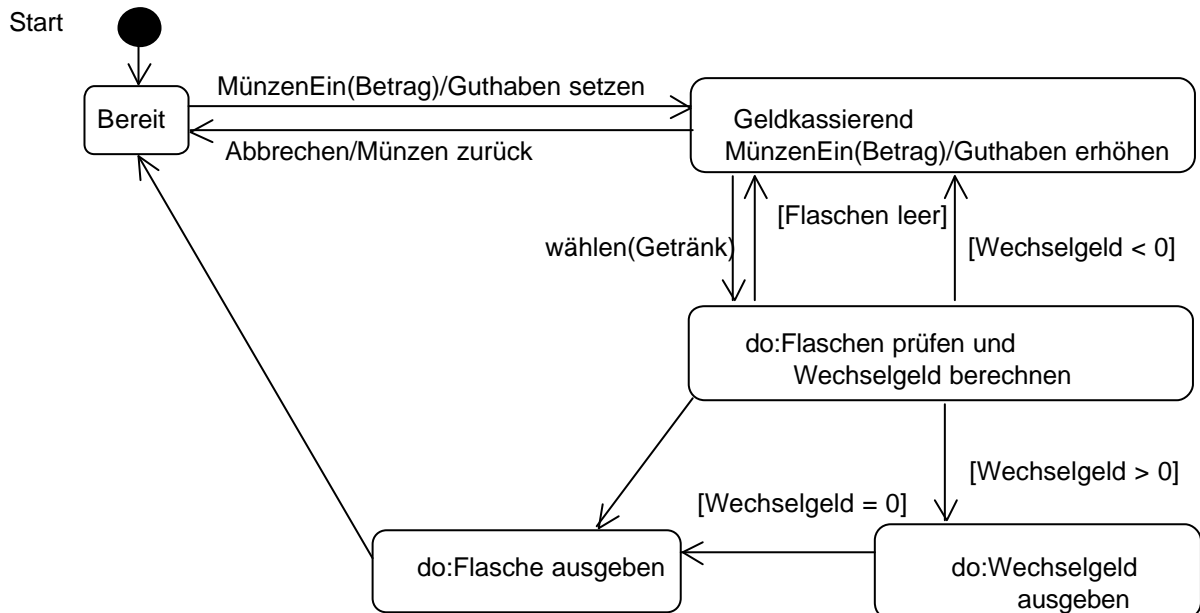 Start
MünzenEin(Betrag)/Guthaben setzen
Bereit
Geldkassierend
MünzenEin(Betrag)/Guthaben erhöhen
Abbrechen/Münzen zurück
[Flaschen leer]
wählen(Getränk)
[Wechselgeld < 0]
do:Flaschen prüfen und
Wechselgeld berechnen
[Wechselgeld > 0]
[Wechselgeld = 0]
do:Flasche ausgeben
do:Wechselgeld
ausgeben